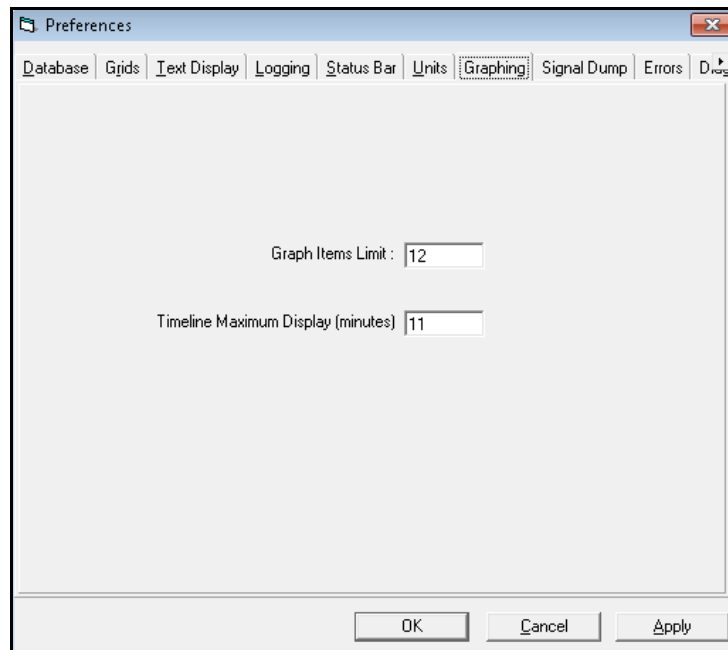 Preferences
Database Grids Text Display Logging Status Bar Units Graphing Signal Dump Errors
Graph Items Limit : 12
Timeline Maximum Display (minutes) 11
OK Cancel Apply